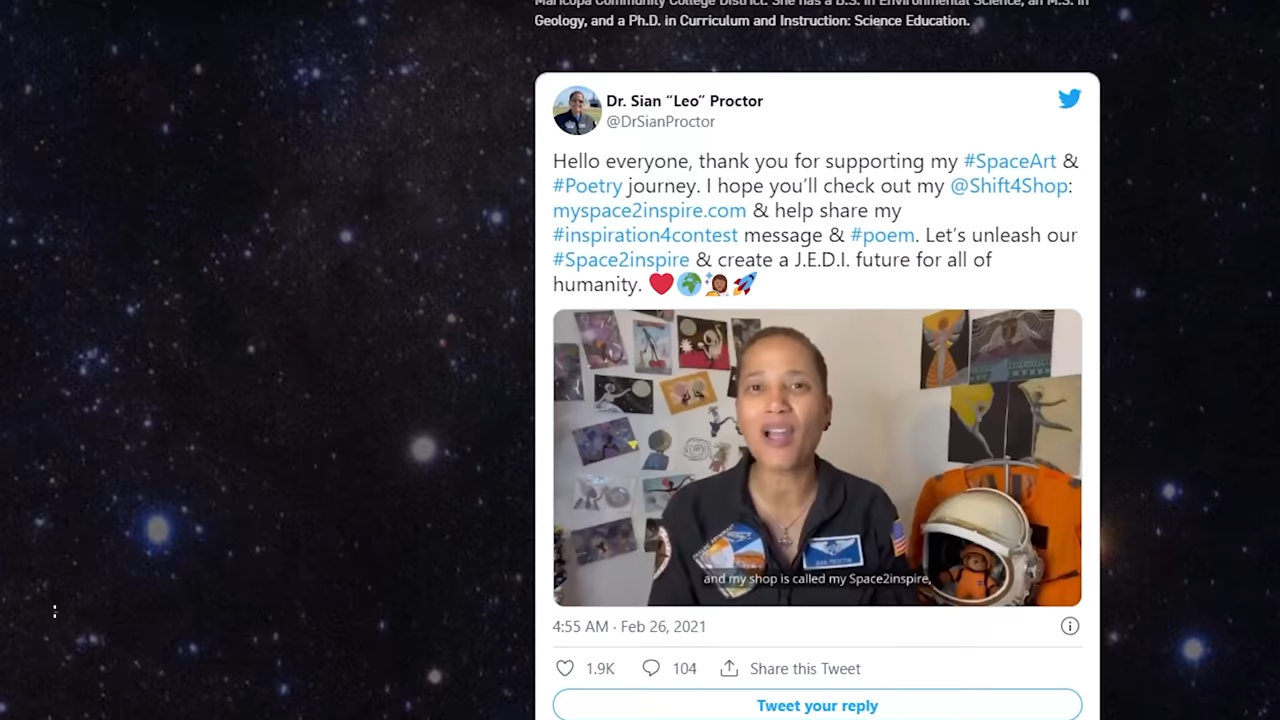 Maricopa Community College District. She has a B.S. in Environmental Science, an M.S. in
Geology, and a Ph.D. in Curriculum and Instruction: Science Education.
Dr. Sian “Leo” Proctor
@DrSianProctor
Hello everyone, thank you for supporting my #SpaceArt &
#Poetry journey. I hope you’ll check out my @Shift4Shop:
myspace2inspire.com & help share my
#inspiration4contest message & #poem. Let’s unleash our
#Space2inspire & create a J.E.D.I. future for all of
humanity.
SIAN PROCTOR
and my shop is called my Space2inspire,
4:55 AM · Feb 26, 2021
1.9K 104 Share this Tweet
Tweet your reply